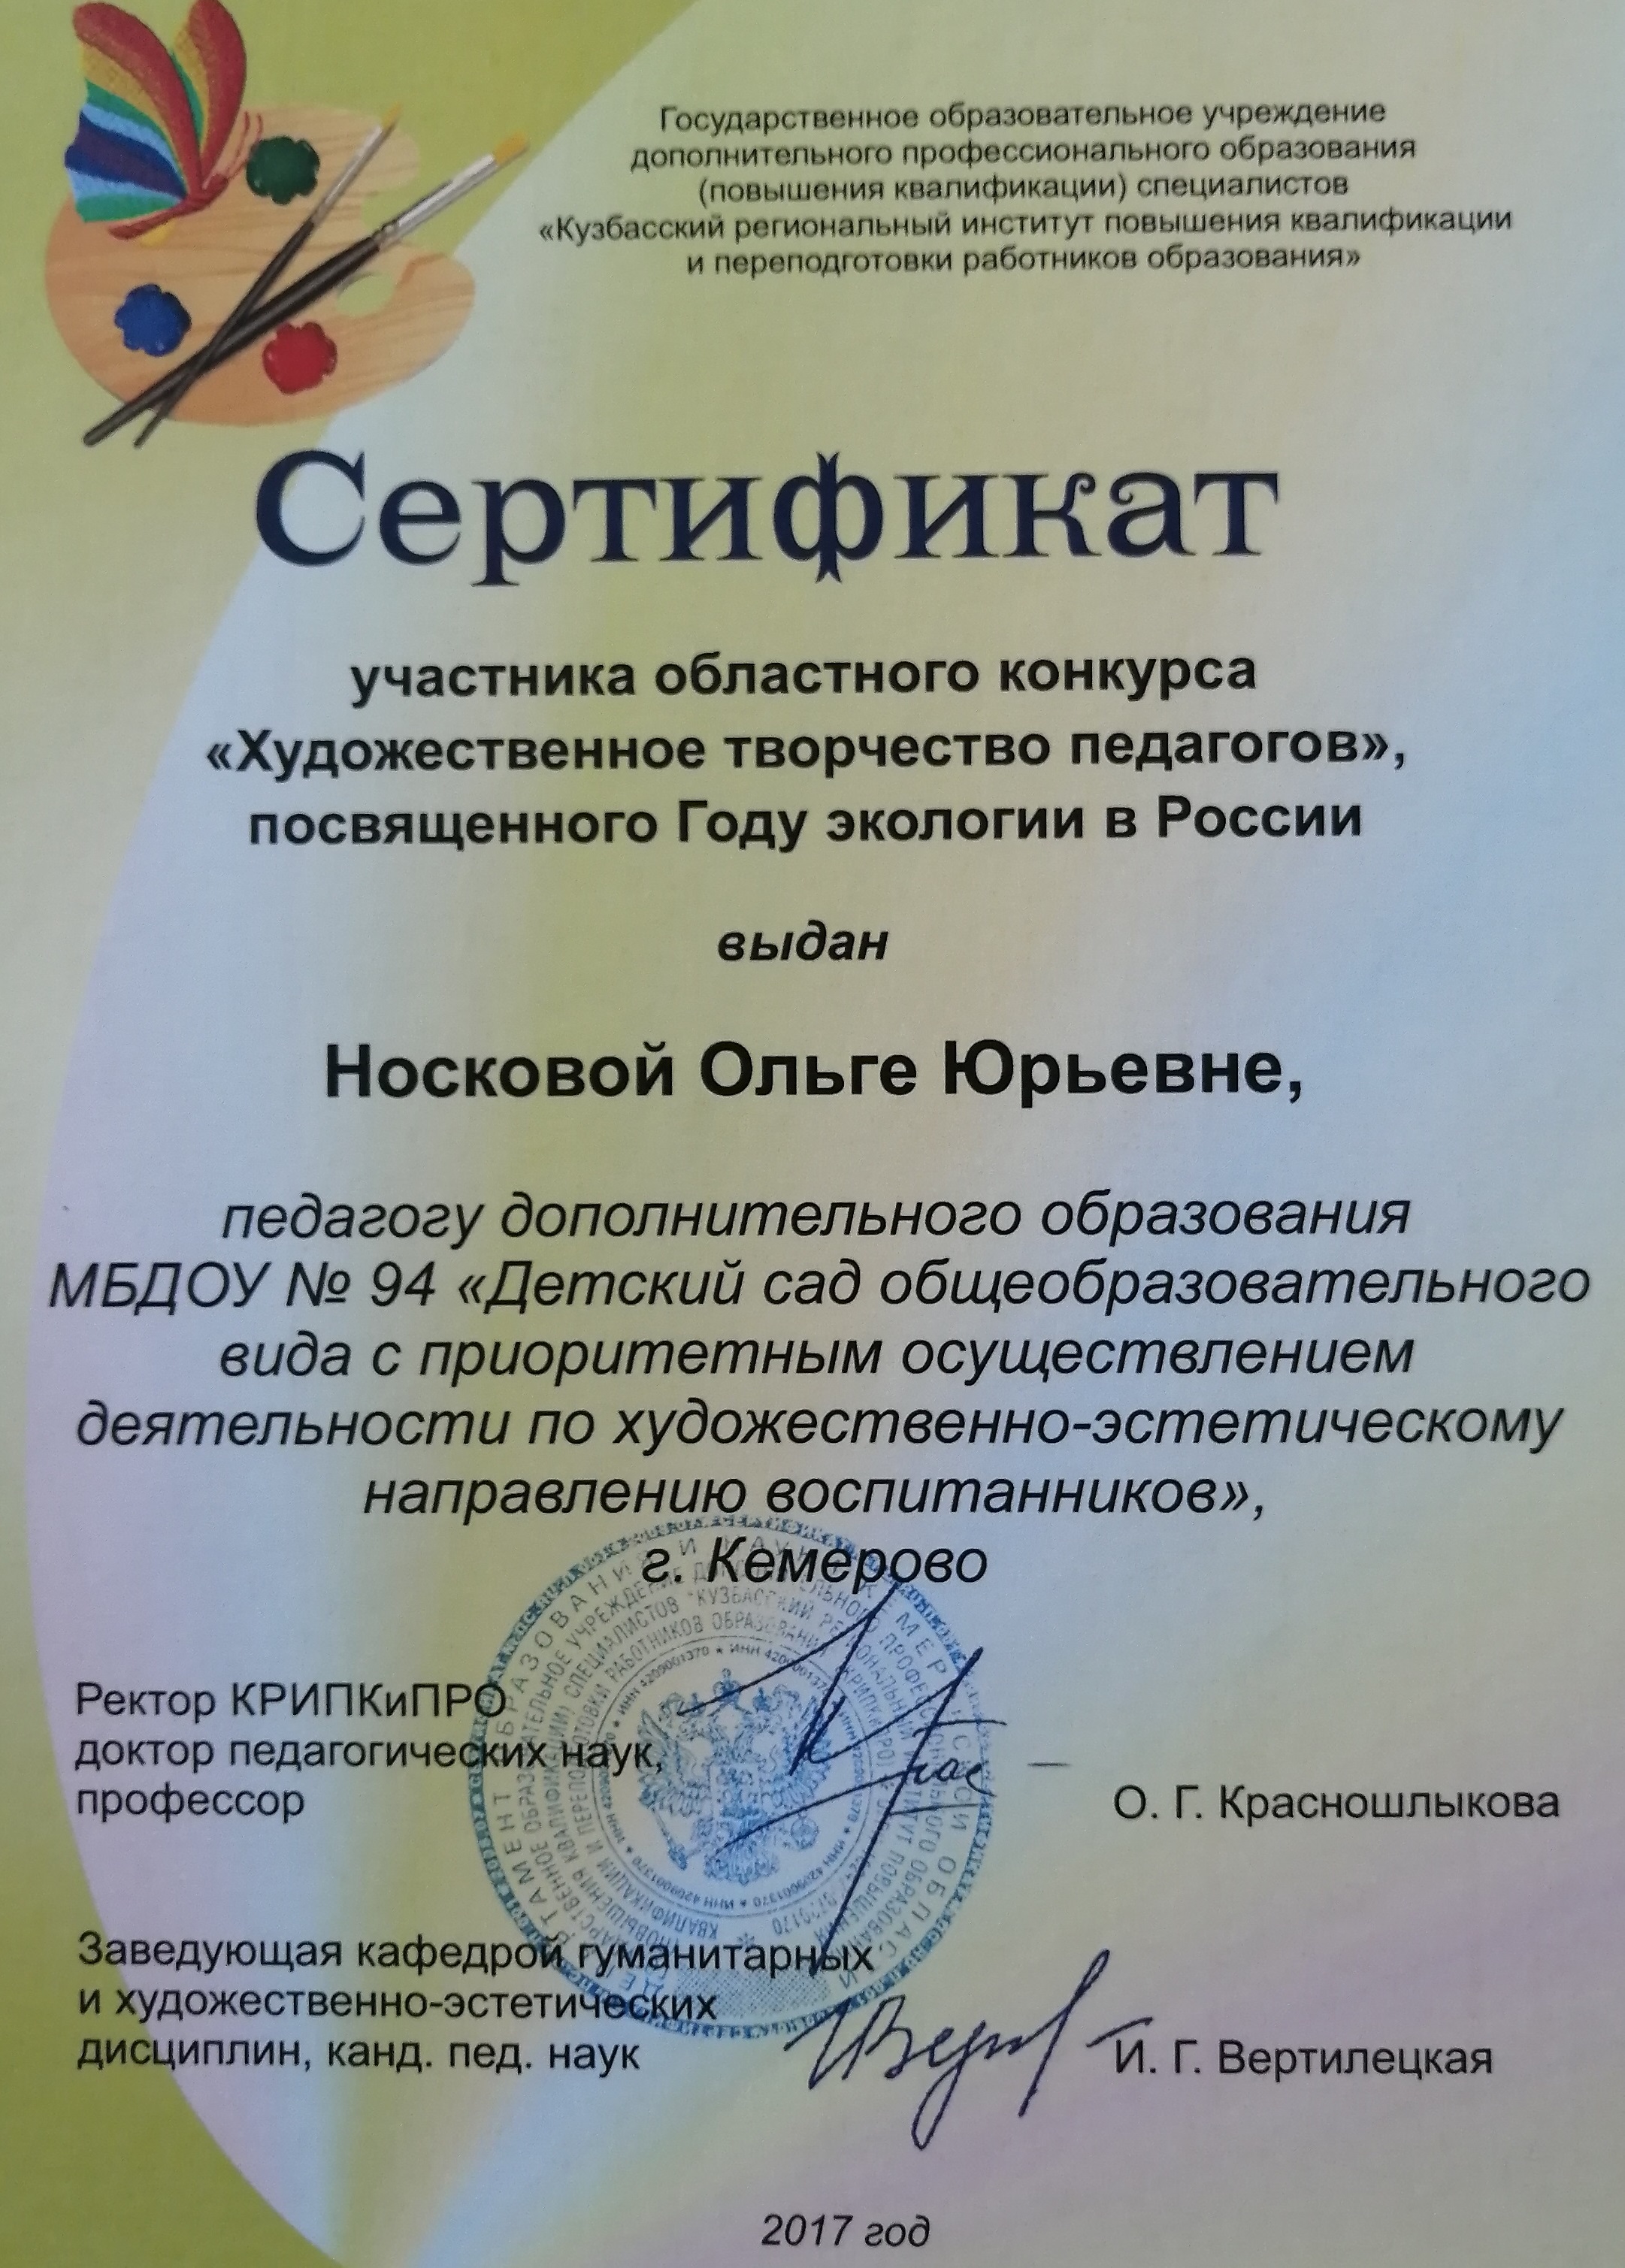 Государственное образовательное учреждение
дополнительного профессионального образования
(повышения квалификации) специалистов
«Кузбасский региональный институт повышения квалификации
и переподготовки работников образования»
Сертификат
участника областного конкурса
«Художественное творчество педагогов»,
посвященного Году экологии в России
выдан
Носковой Ольге Юрьевне,
педагогу дополнительного образования
МБДОУ № 94 «Детский сад общеобразовательного
вида с приоритетным осуществлением
деятельности по художественно-эстетическому
направлению воспитанников»,
г. Кемерово
Ректор КРИПКиПРО
доктор педагогических наук,
профессор
О. Г. Красношлыкова
Заведующая кафедрой гуманитарных
и художественно-эстетических
дисциплин, канд. пед. наук
И. Г. Вертилецкая
2017 год